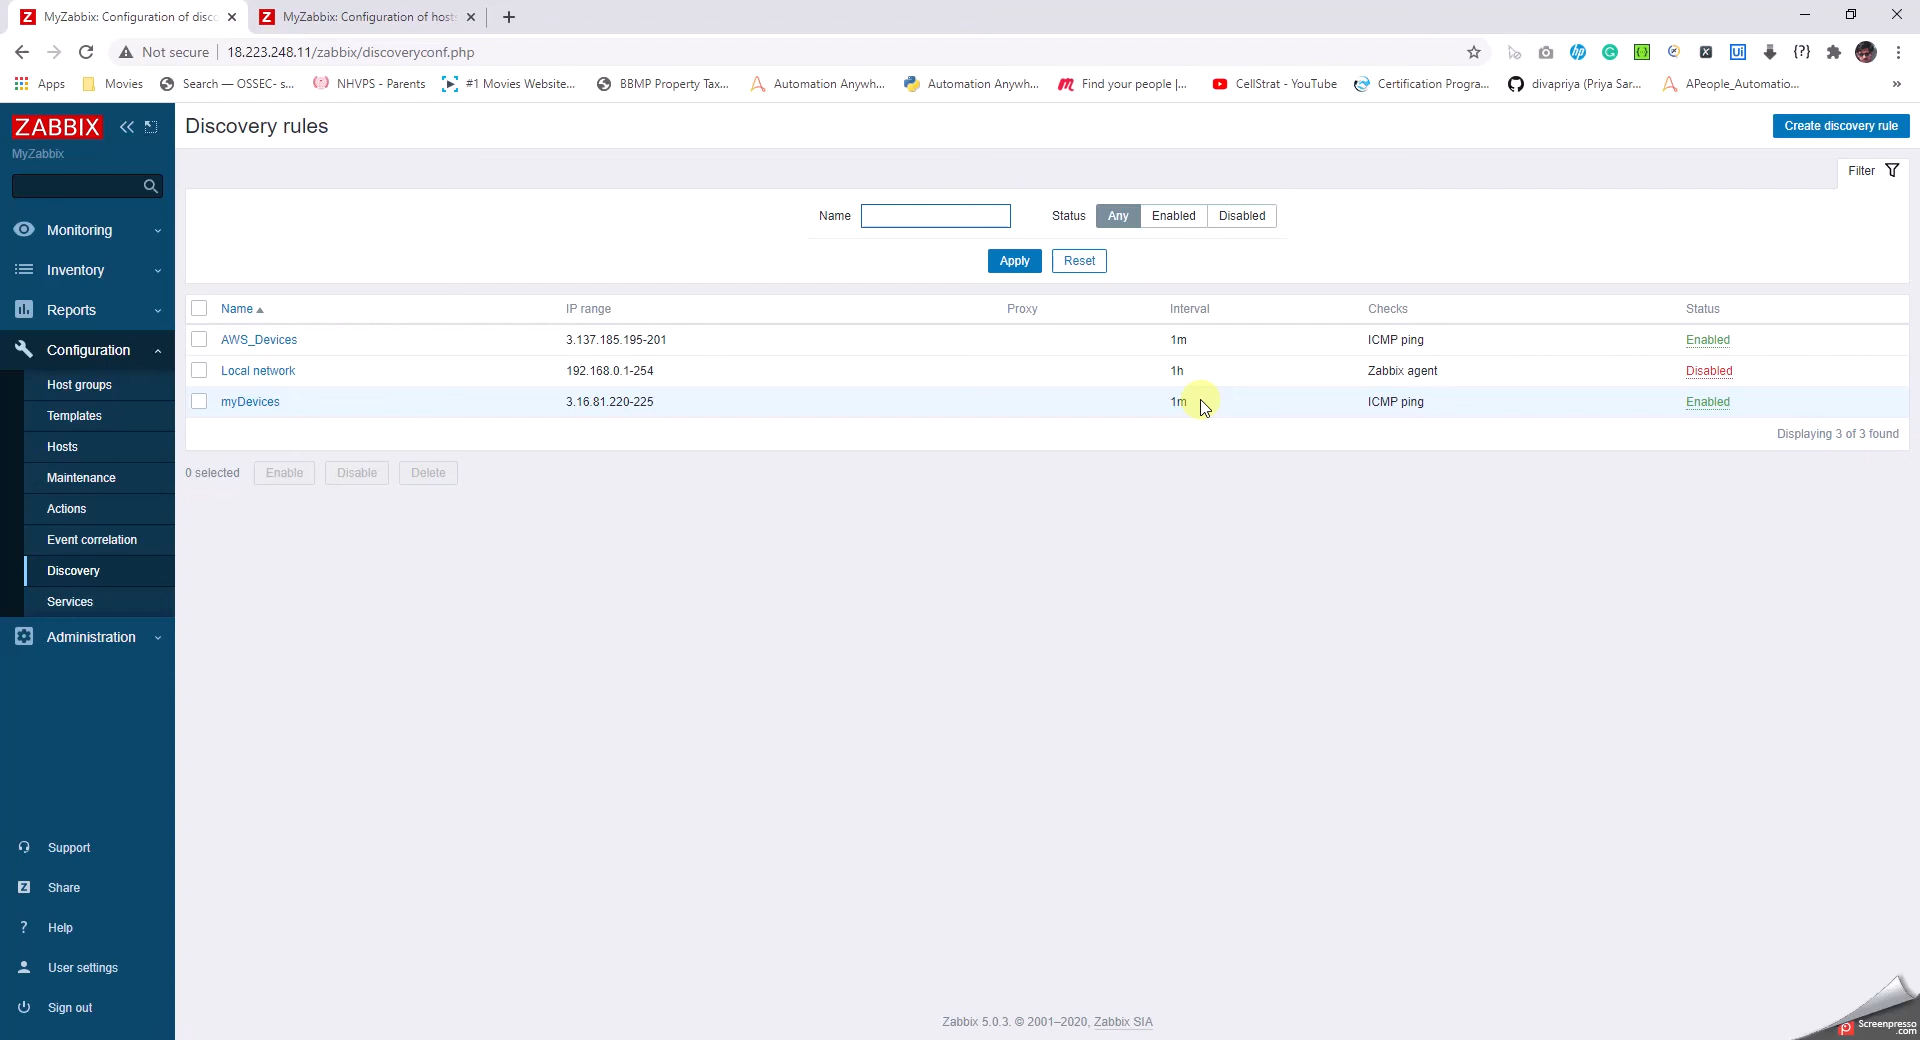 MyZabbix: Configuration of disco
MyZabbix: Configuration of hosts
Not secure
18.223.248.11/zabbix/discoveryconf.php
Apps
Movies
Search — OSSEC- s...
NHVPS - Parents
#1 Movies Website...
BBMP Property Tax...
Automation Anywh...
Automation Anywh...
Find your people |...
CellStrat - YouTube
Certification Progra...
divapriya (Priya Sar...
APeople_Automatio...
»
ZABBIX
MyZabbix
Discovery rules
Create discovery rule
Filter
Monitoring
Inventory
Reports
Configuration
Host groups
Templates
Hosts
Maintenance
Actions
Event correlation
Discovery
Services
Administration
Support
Share
Help
User settings
Sign out
Name Status Any Enabled Disabled
Apply Reset
Name IP range Proxy Interval Checks Status
AWS_Devices 3.137.185.195-201 1m ICMP ping Enabled
Local network 192.168.0.1-254 1h Zabbix agent Disabled
myDevices 3.16.81.220-225 1m ICMP ping Enabled
Displaying 3 of 3 found
0 selected Enable Disable Delete
Zabbix 5.0.3. © 2001–2020, Zabbix SIA
Screenpresso
.com